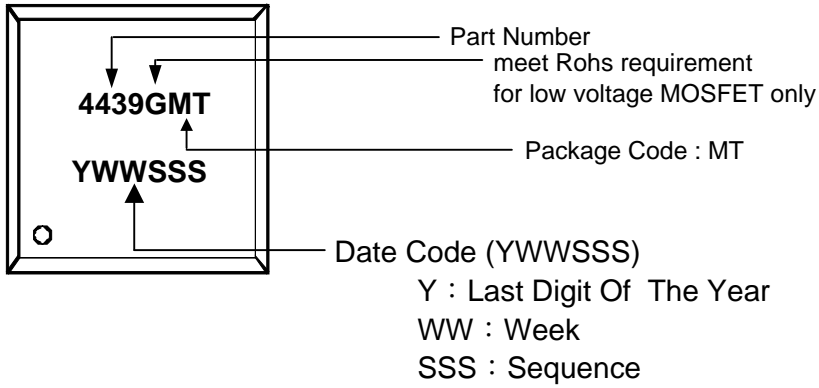 Part Number
meet Rohs requirement
for low voltage MOSFET only
4439GMT
Package Code : MT
YWWSSS
Date Code (YWWSSS)
Y：Last Digit Of The Year
WW：Week
SSS：Sequence